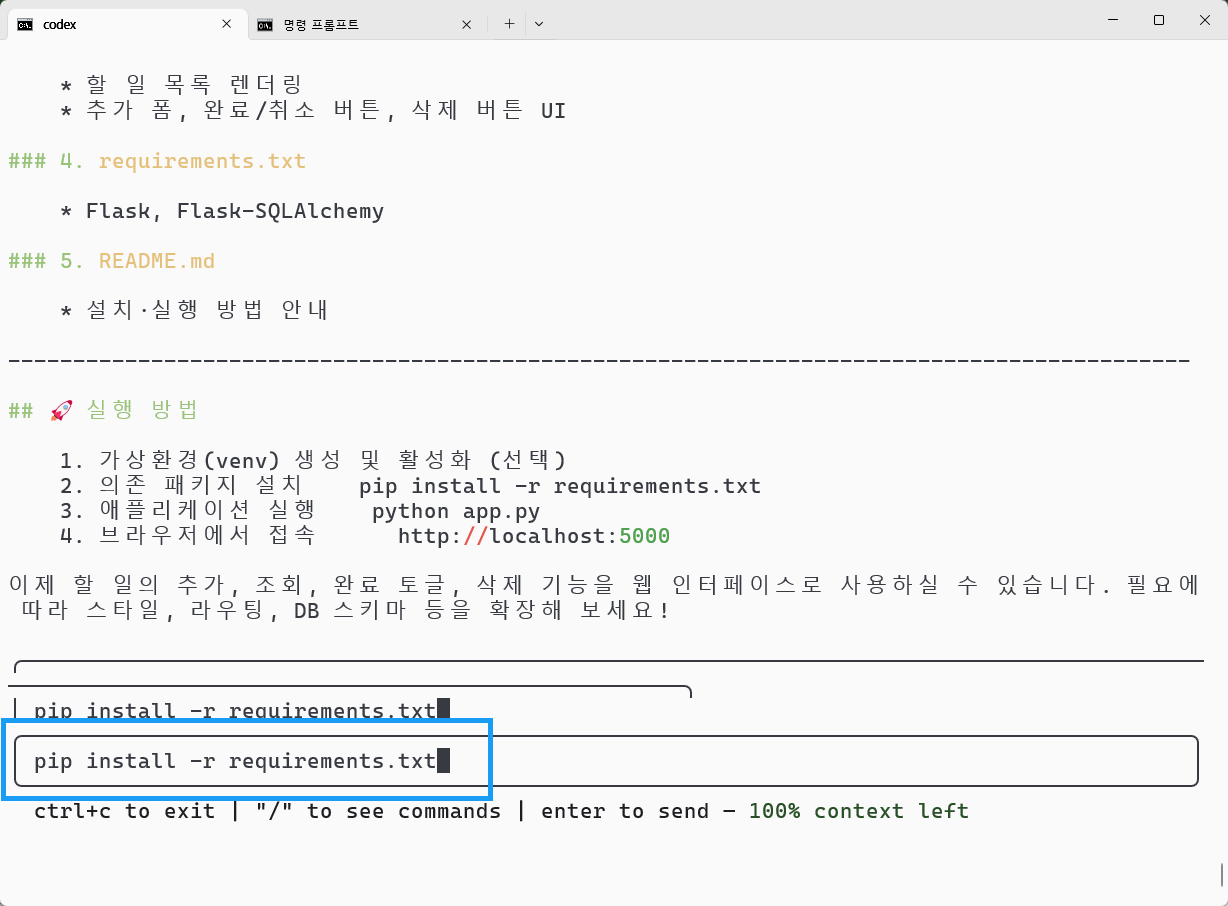 codex
명령 프롬프트
* 할 일 목록 렌더링
* 추가 폼, 완료/취소 버튼, 삭제 버튼 UI
### 4. requirements.txt
* Flask, Flask-SQLAlchemy
### 5. README.md
* 설치·실행 방법 안내
## 🚀 실행 방법
1. 가상환경(venv) 생성 및 활성화 (선택)
2. 의존 패키지 설치 pip install -r requirements.txt
3. 애플리케이션 실행 python app.py
4. 브라우저에서 접속 http://localhost:5000
이제 할 일의 추가, 조회, 완료 토글, 삭제 기능을 웹 인터페이스로 사용하실 수 있습니다. 필요에
따라 스타일, 라우팅, DB 스키마 등을 확장해 보세요!
pip install -r requirements.txt
pip install -r requirements.txt
ctrl+c to exit | "/" to see commands | enter to send - 100% context left